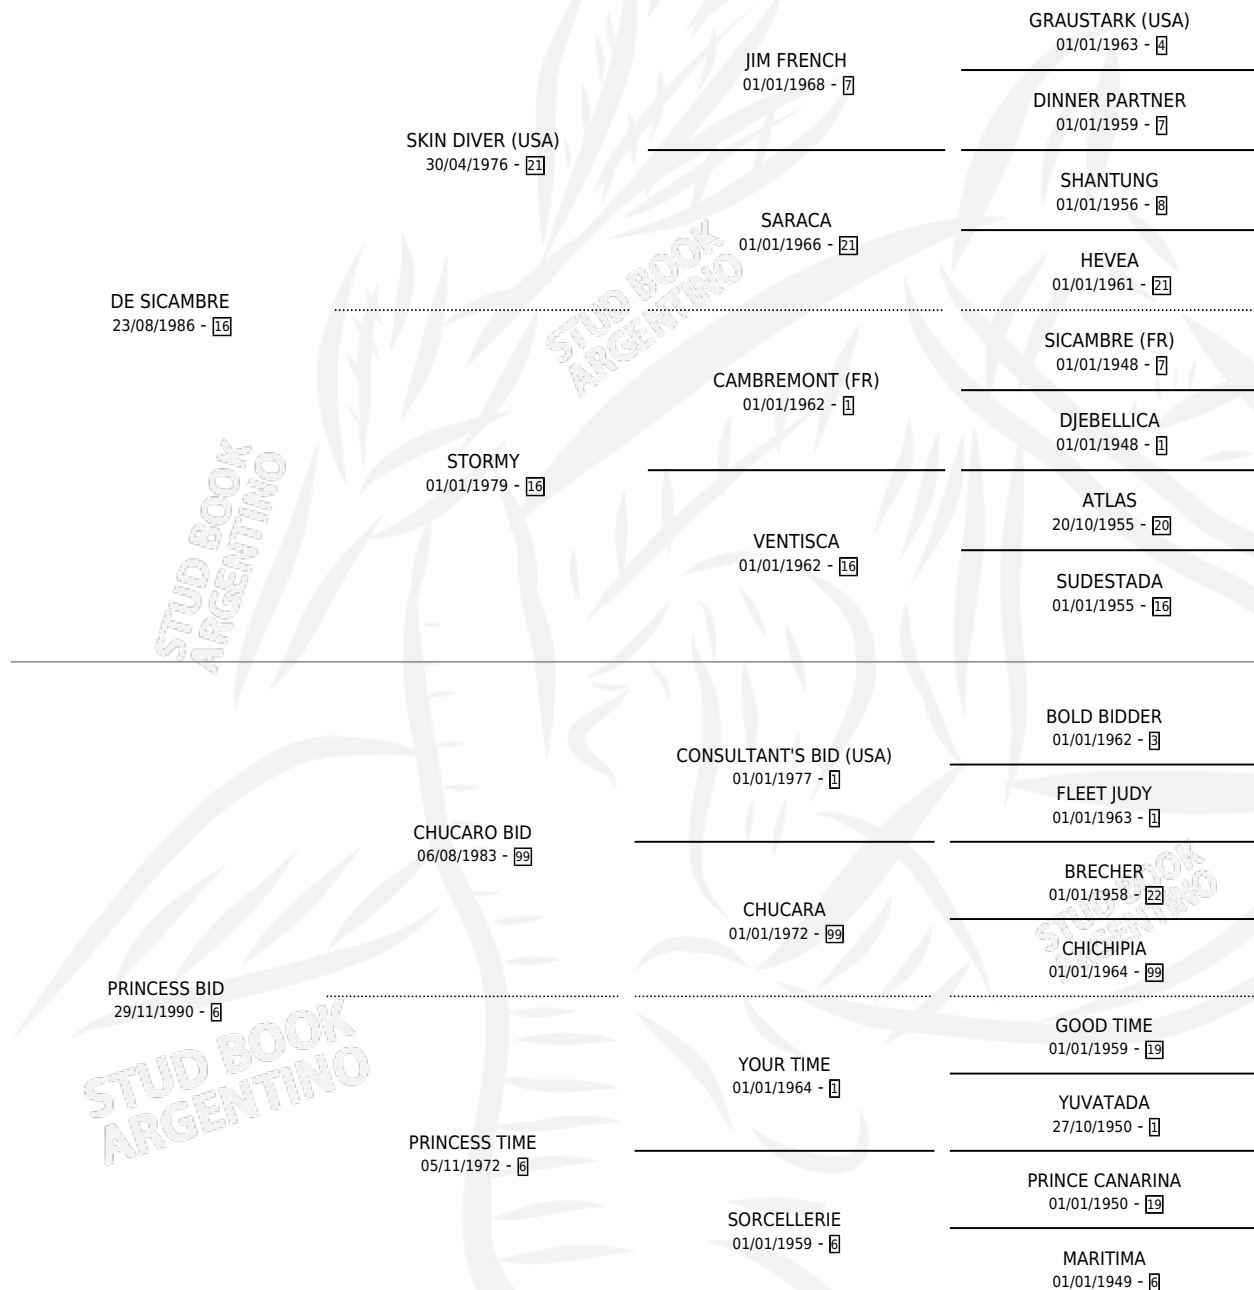 GRAUSTARK (USA)
01/01/1963 - 4
JIM FRENCH
01/01/1968 - 7
DINNER PARTNER
01/01/1959 - 7
SKIN DIVER (USA)
30/04/1976 - 21
SHANTUNG
01/01/1956 - 8
SARACA
01/01/1966 - 21
HEVEA
01/01/1961 - 21
DE SICAMBRE
23/08/1986 - 16
SICAMBRE (FR)
01/01/1948 - 7
CAMBREMONT (FR)
01/01/1962 - 1
DJEBELLICA
01/01/1948 - 1
STORMY
01/01/1979 - 16
ATLAS
20/10/1955 - 20
VENTISCA
01/01/1962 - 16
SUDESTADA
01/01/1955 - 16
BOLD BIDDER
01/01/1962 - 3
CONSULTANT'S BID (USA)
01/01/1977 - 1
FLEET JUDY
01/01/1963 - 1
CHUCARO BID
06/08/1983 - 99
BRECHER
01/01/1958 - 22
CHUCARA
01/01/1972 - 99
CHICHIPIA
01/01/1964 - 99
PRINCESS BID
29/11/1990 - 6
GOOD TIME
01/01/1959 - 19
YOUR TIME
01/01/1964 - 1
YUVATADA
27/10/1950 - 1
PRINCESS TIME
05/11/1972 - 6
PRINCE CANARINA
01/01/1950 - 19
SORCELLERIE
01/01/1959 - 6
MARITIMA
01/01/1949 - 6
STUD BOOK
ARGENTINO
STUD BOOK
ARGENTINO
STUD BOOK
ARGENTINO
STUD BOOK
ARGENTINO